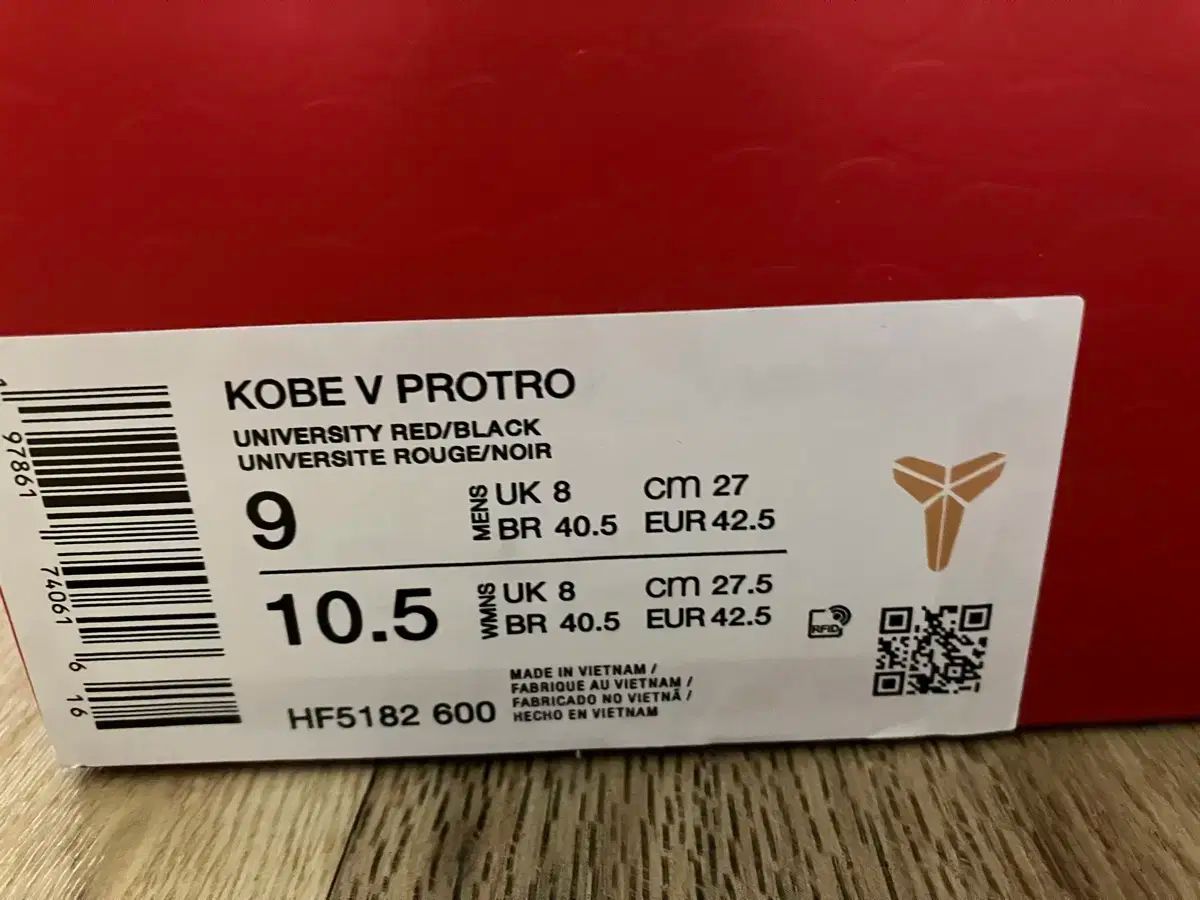 KOBE V PROTRO
UNIVERSITY RED/BLACK
UNIVERSITE ROUGE/NOIR
9 MENS UK 8 CM 27
BR 40.5 EUR 42.5
10.5 WMNS UK 8 CM 27.5
BR 40.5 EUR 42.5
RFID
MADE IN VIETNAM /
FABRIQUE AU VIETNAM /
FABRICADO NO VIETNÃ /
HECHO EN VIETNAM
HF5182 600
1 97861 74061 6 16